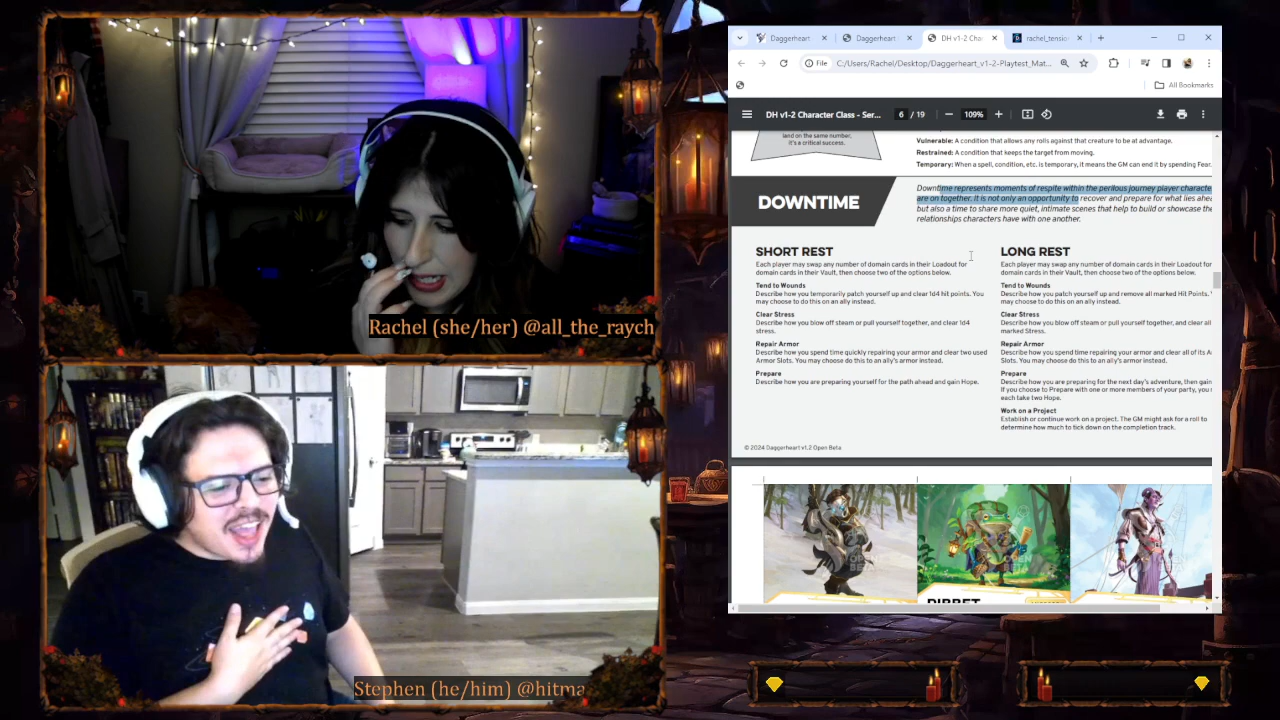 Rachel (she/her) @all_the_raych
Stephen (he/him) @hitma
Daggerheart
Daggerheart
DH v1-2 Cha
rachel_tension
File
C:/Users/Rachel/Desktop/Daggerheart_v1-2-Playtest_Mat...
All Bookmarks
DH v1-2 Character Class - Ser...
6 / 19
109%
land on the same number,
it's a critical success.
Vulnerable: A condition that allows any rolls against that creature to be at advantage.
Restrained: A condition that keeps the target from moving.
Temporary: When a spell, condition, etc. is temporary, it means the GM can end it by spending Fear.
DOWNTIME
Downtime represents moments of respite within the perilous journey player characte
are on together. It is not only an opportunity to recover and prepare for what lies ahea
but also a time to share more quiet, intimate scenes that help to build or showcase the
relationships characters have with one another.
SHORT REST
Each player may swap any number of domain cards in their Loadout for
domain cards in their Vault, then choose two of the options below.
Tend to Wounds
Describe how you temporarily patch yourself up and clear 1d4 hit points. You
may choose to do this on an ally instead.
Clear Stress
Describe how you blow off steam or pull yourself together, and clear 1d4
stress.
Repair Armor
Describe how you spend time quickly repairing your armor and clear two used
Armor Slots. You may choose do this to an ally's armor instead.
Prepare
Describe how you are preparing yourself for the path ahead and gain Hope.
LONG REST
Each player may swap any number of domain cards in their Loadout for
domain cards in their Vault, then choose two of the options below.
Tend to Wounds
Describe how you patch yourself up and remove all marked Hit Points.
may choose to do this on an ally instead.
Clear Stress
Describe how you blow off steam or pull yourself together, and clear all
marked Stress.
Repair Armor
Describe how you spend time repairing your armor and clear all of its A
Slots. You may choose do this to an ally's armor instead.
Prepare
Describe how you are preparing for the next day's adventure, then gain
If you choose to Prepare with one or more members of your party, you
each take two Hope.
Work on a Project
Establish or continue work on a project. The GM might ask for a roll to
determine how much to tick down on the completion track.
© 2024 Daggerheart v1.2 Open Beta
OPEN
BETA